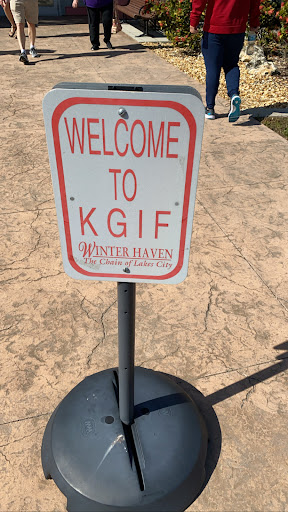 WELCOME
TO
KGIF
WINTER HAVEN
The Chain of Lakes City